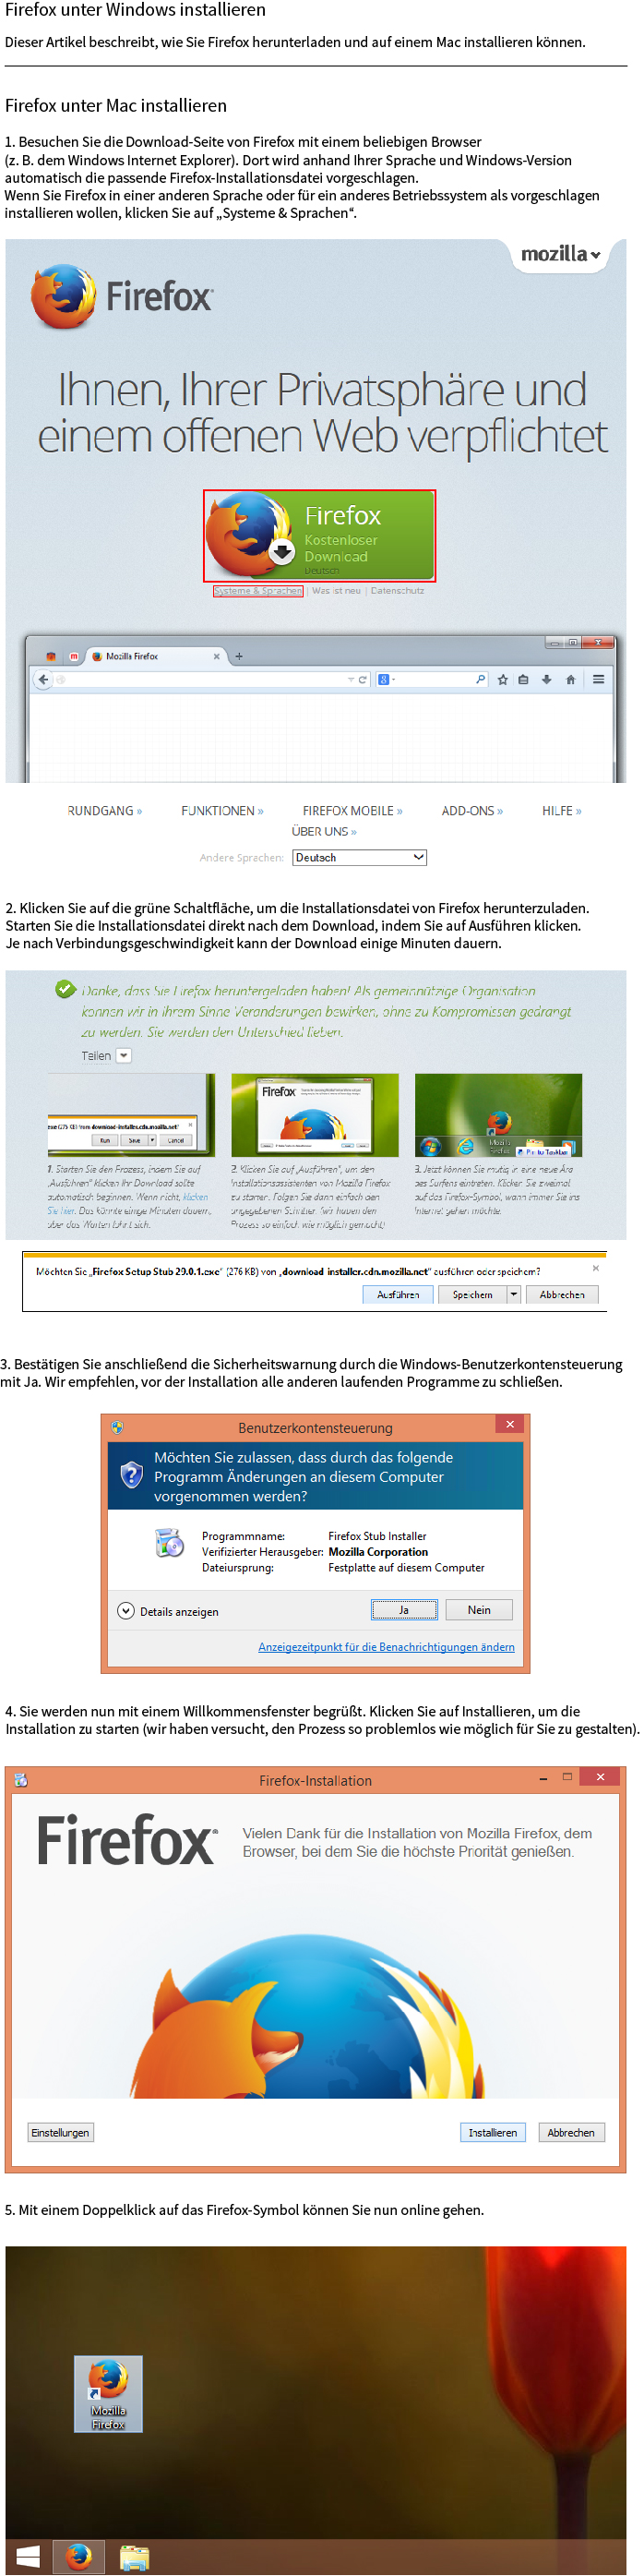 Firefox unter Windows installieren
Dieser Artikel beschreibt, wie Sie Firefox herunterladen und auf einem Mac installieren können.
Firefox unter Mac installieren
1. Besuchen Sie die Download-Seite von Firefox mit einem beliebigen Browser
(z. B. dem Windows Internet Explorer). Dort wird anhand Ihrer Sprache und Windows-Version
automatisch die passende Firefox-Installationsdatei vorgeschlagen.
Wenn Sie Firefox in einer anderen Sprache oder für ein anderes Betriebssystem als vorgeschlagen
installieren wollen, klicken Sie auf „Systeme & Sprachen“.
mozilla
Firefox
Ihnen, Ihrer Privatsphäre und
einem offenen Web verpflichtet
Firefox
Kostenloser
Download
Deutsch
Systeme & Sprachen | Was ist neu | Datenschutz
Mozilla Firefox
RUNDGANG » FUNKTIONEN » FIREFOX MOBILE » ADD-ONS » HILFE »
ÜBER UNS »
Andere Sprachen: Deutsch
2. Klicken Sie auf die grüne Schaltfläche, um die Installationsdatei von Firefox herunterzuladen.
Starten Sie die Installationsdatei direkt nach dem Download, indem Sie auf Ausführen klicken.
Je nach Verbindungsgeschwindigkeit kann der Download einige Minuten dauern.
Danke, dass Sie Firefox heruntergeladen haben! Als gemeinnützige Organisation
können wir in Ihrem Sinne Veränderungen bewirken, ohne zu Kompromissen gedrängt
zu werden. Sie werden den Unterschied lieben.
Teilen
from download-installer.cdn.mozilla.net?
Run Save Cancel
Firefox
Mozilla
Firefox
Pin to Taskbar
1. Starten Sie den Prozess, indem Sie auf
„Ausführen“ klicken. Ihr Download sollte
automatisch beginnen. Wenn nicht, klicken
Sie hier. Das könnte einige Minuten dauern,
aber das Warten lohnt sich.
2. Klicken Sie auf „Ausführen“, um den
Installationsassistenten von Mozilla Firefox
zu starten. Folgen Sie dann einfach den
angegebenen Schritten. (wir haben den
Prozess so einfach wie möglich gemacht)
3. Jetzt können Sie mutig in eine neue Ära
des Surfens eintreten. Klicken Sie zweimal
auf das Firefox-Symbol, wann immer Sie ins
Internet gehen möchte.
Möchten Sie „Firefox Setup Stub 29.0.1.exe“ (276 KB) von „download-installer.cdn.mozilla.net“ ausführen oder speichern?
Ausführen Speichern Abbrechen
3. Bestätigen Sie anschließend die Sicherheitswarnung durch die Windows-Benutzerkontensteuerung
mit Ja. Wir empfehlen, vor der Installation alle anderen laufenden Programme zu schließen.
Benutzerkontensteuerung
Möchten Sie zulassen, dass durch das folgende
Programm Änderungen an diesem Computer
vorgenommen werden?
Programmname: Firefox Stub Installer
Verifizierter Herausgeber: Mozilla Corporation
Dateiursprung: Festplatte auf diesem Computer
Details anzeigen Ja Nein
Anzeigezeitpunkt für die Benachrichtigungen ändern
4. Sie werden nun mit einem Willkommensfenster begrüßt. Klicken Sie auf Installieren, um die
Installation zu starten (wir haben versucht, den Prozess so problemlos wie möglich für Sie zu gestalten).
Firefox-Installation
Firefox
Vielen Dank für die Installation von Mozilla Firefox, dem
Browser, bei dem Sie die höchste Priorität genießen.
Einstellungen Installieren Abbrechen
5. Mit einem Doppelklick auf das Firefox-Symbol können Sie nun online gehen.
Mozilla
Firefox